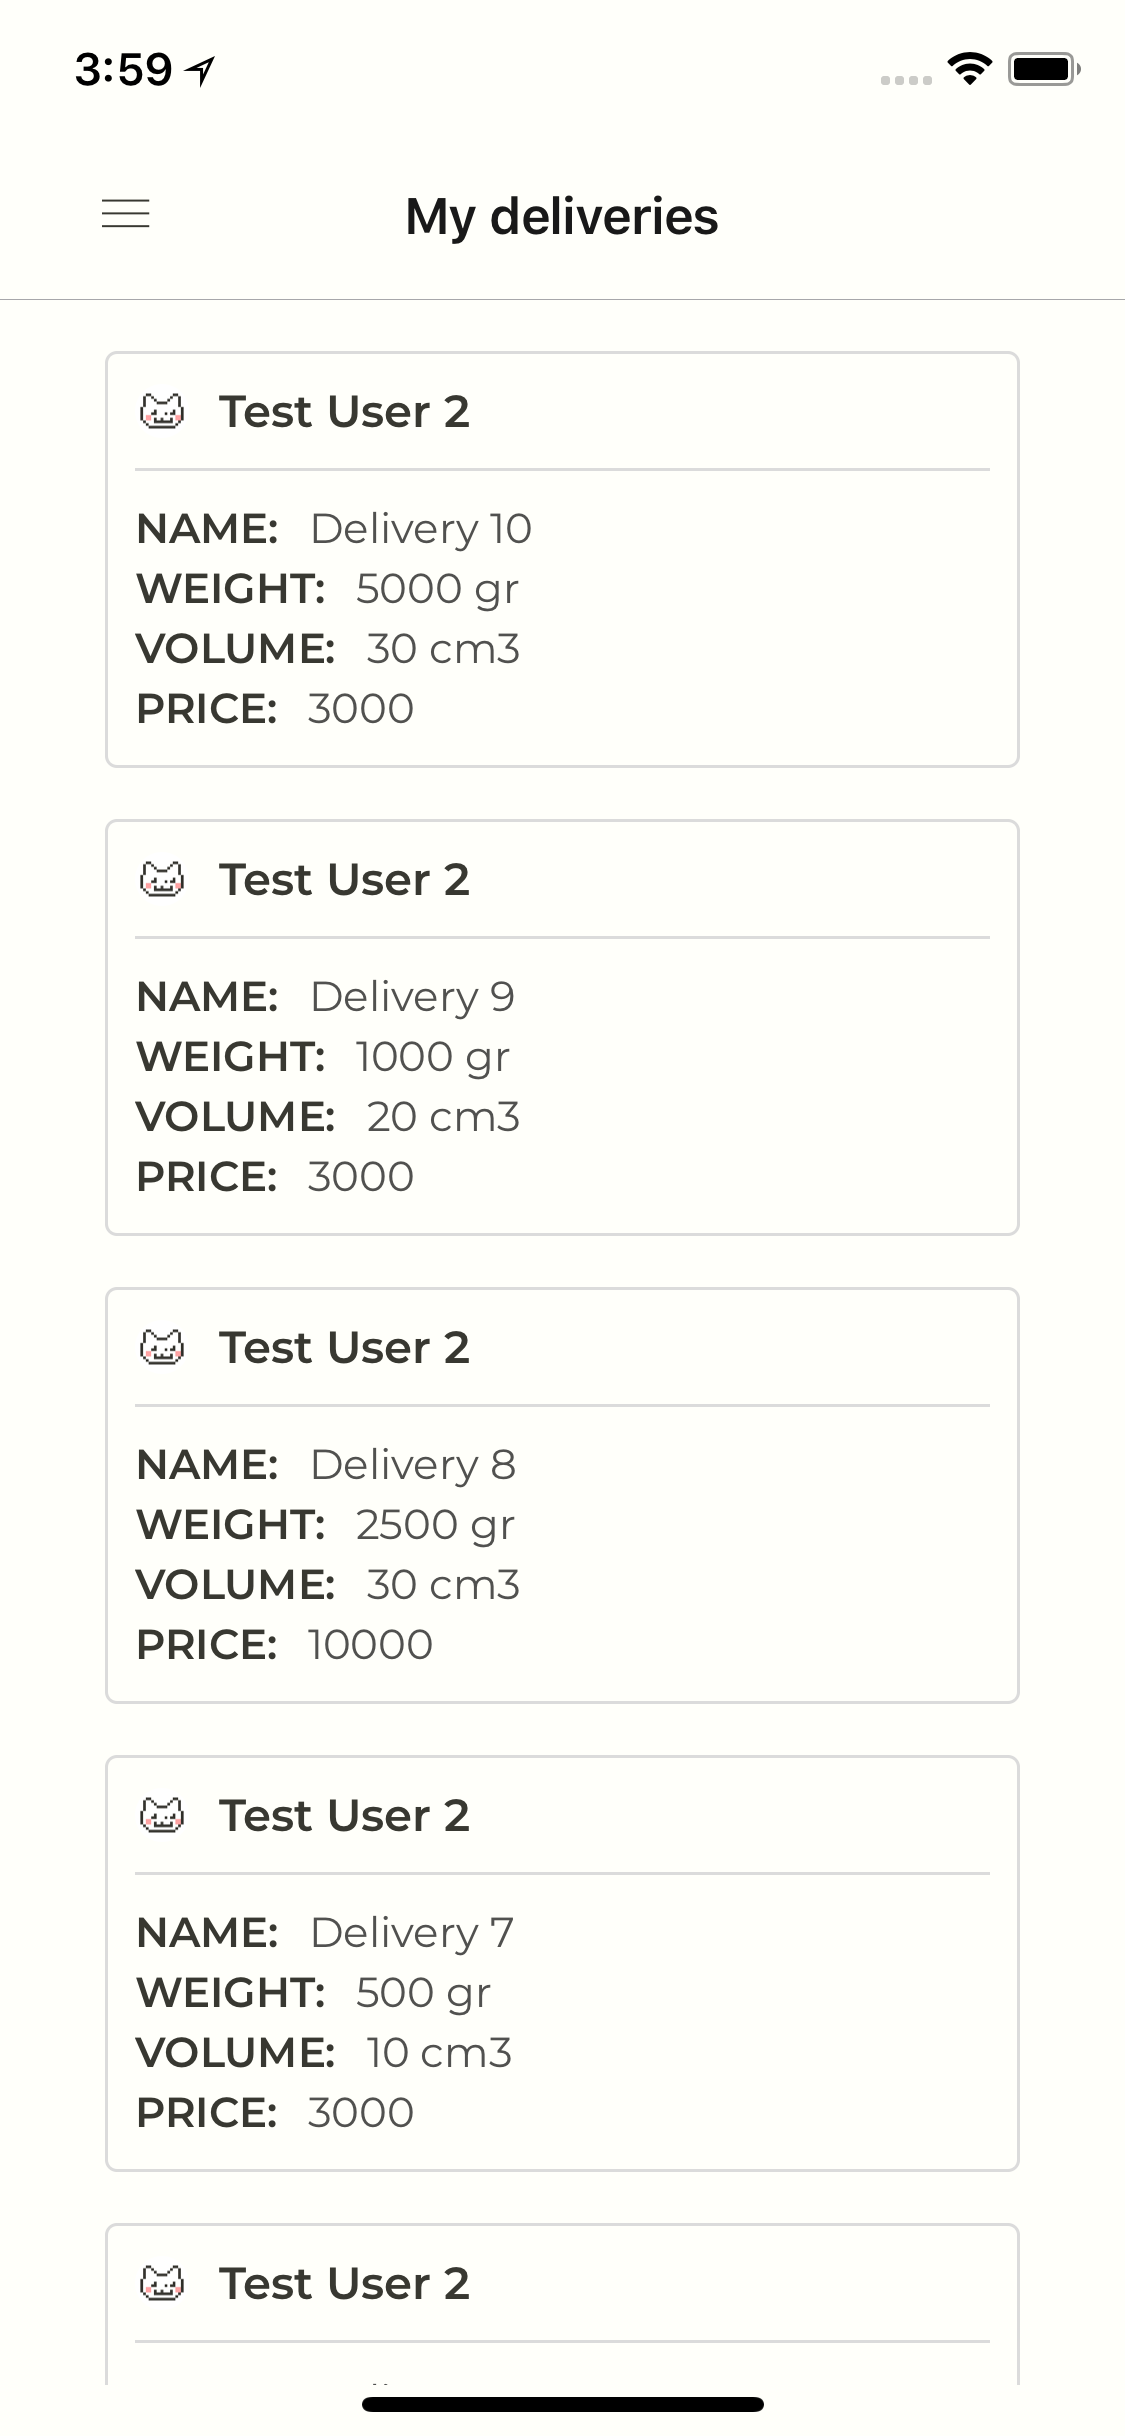 3:59
My deliveries
Test User 2
NAME: Delivery 10
WEIGHT: 5000 gr
VOLUME: 30 cm3
PRICE: 3000
Test User 2
NAME: Delivery 9
WEIGHT: 1000 gr
VOLUME: 20 cm3
PRICE: 3000
Test User 2
NAME: Delivery 8
WEIGHT: 2500 gr
VOLUME: 30 cm3
PRICE: 10000
Test User 2
NAME: Delivery 7
WEIGHT: 500 gr
VOLUME: 10 cm3
PRICE: 3000
Test User 2